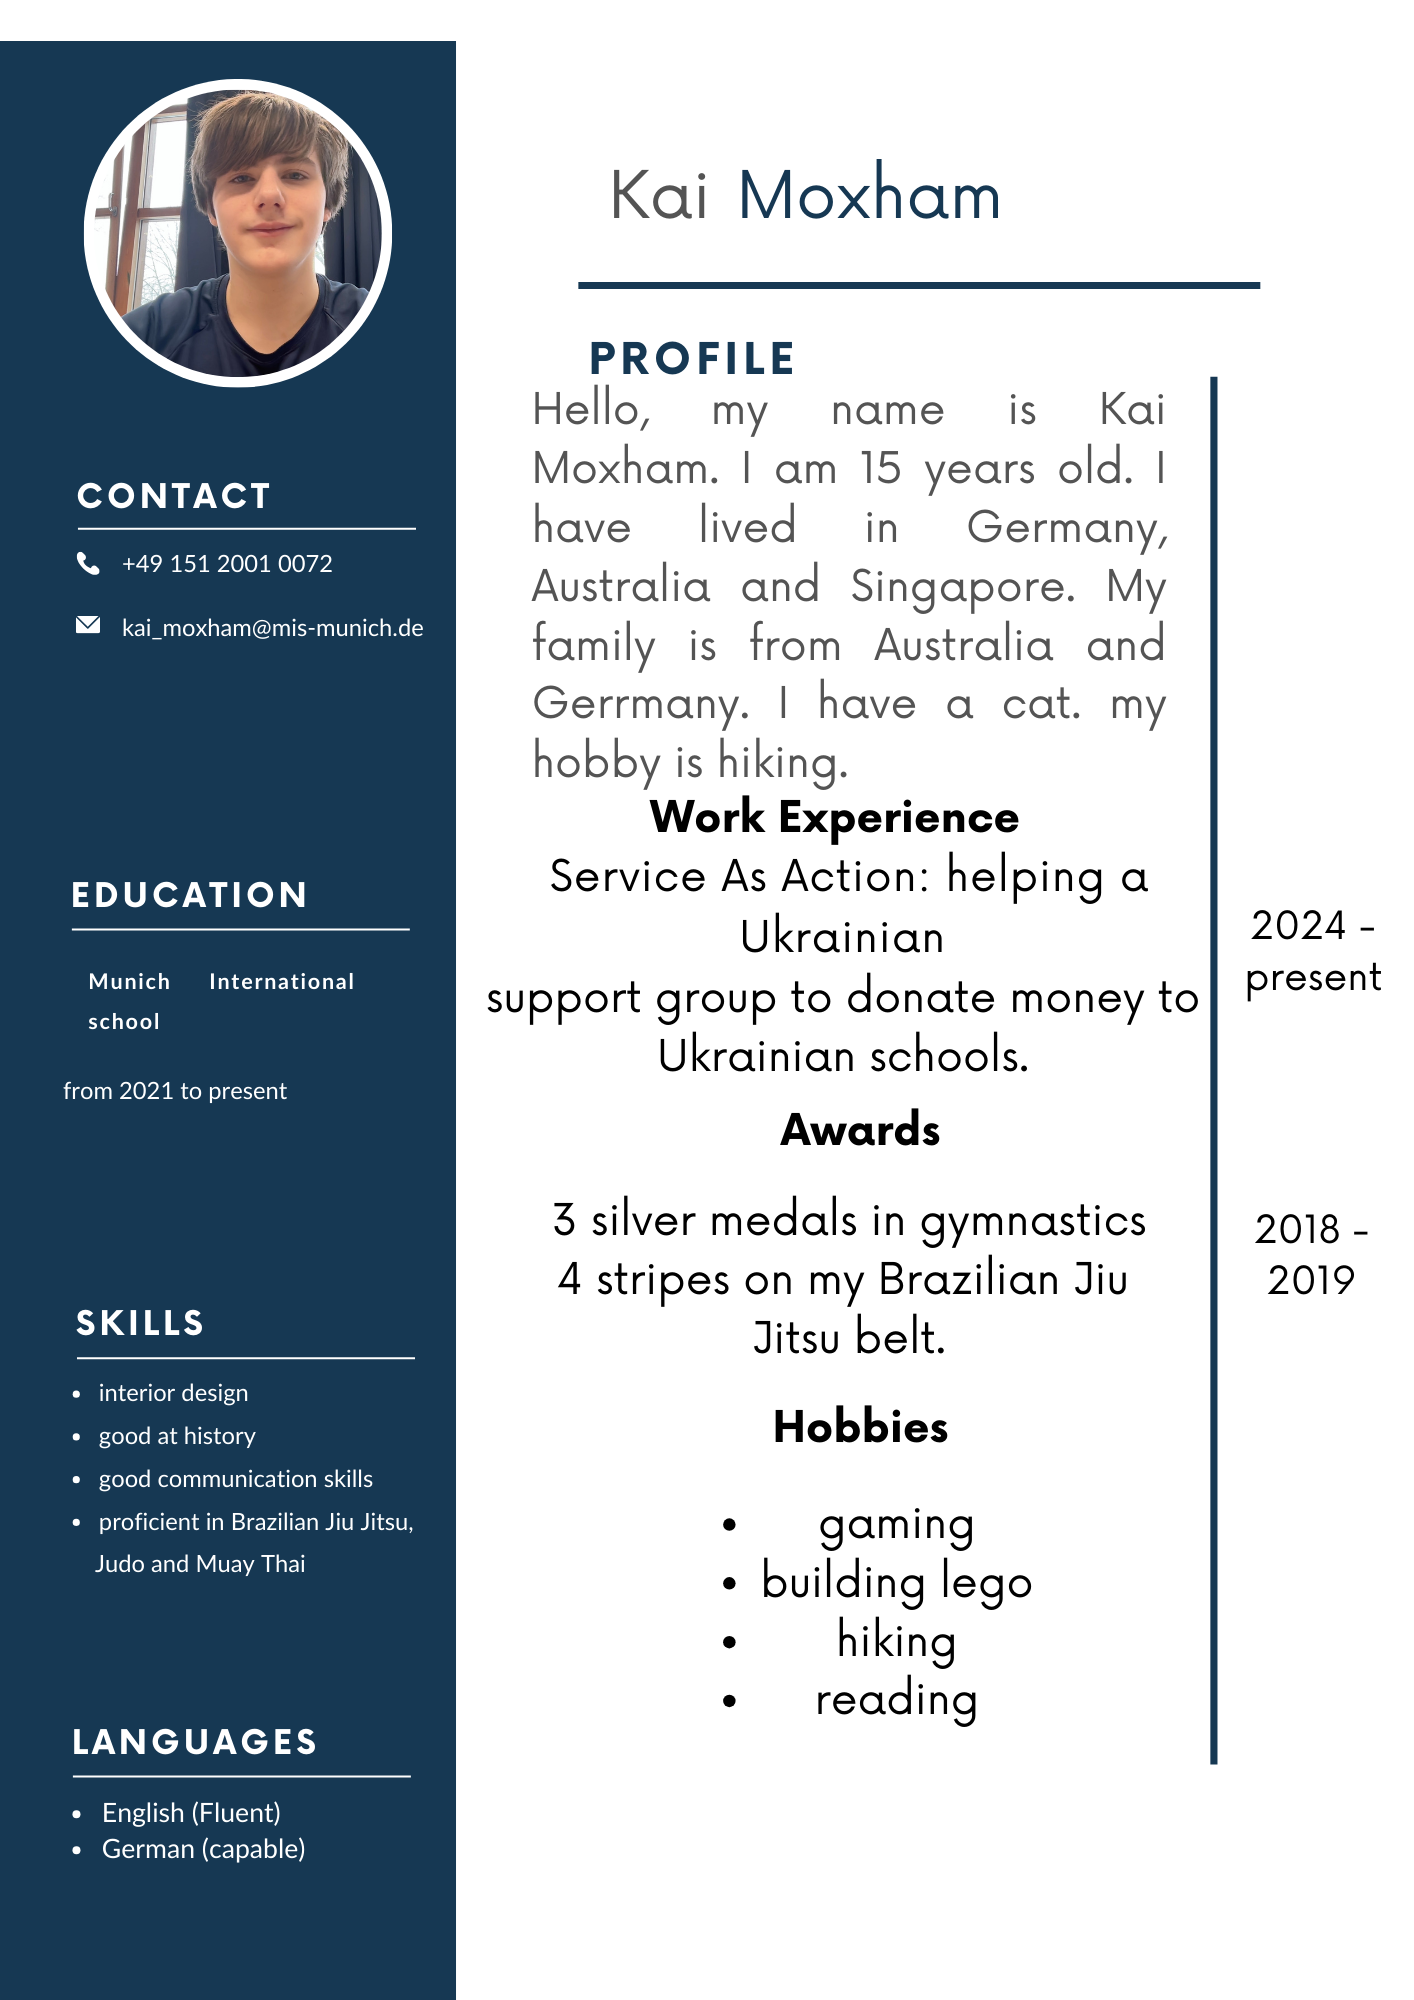 Kai Moxham
PROFILE
Hello, my name is Kai
Moxham. I am 15 years old. I
have lived in Germany,
Australia and Singapore. My
family is from Australia and
Gerrmany. I have a cat. my
hobby is hiking.
Work Experience
Service As Action: helping a
Ukrainian
support group to donate money to
Ukrainian schools.
2024 -
present
Awards
3 silver medals in gymnastics
4 stripes on my Brazilian Jiu
Jitsu belt.
2018 -
2019
Hobbies
• gaming
• building lego
• hiking
• reading
CONTACT
+49 151 2001 0072
kai_moxham@mis-munich.de
EDUCATION
Munich International
school
from 2021 to present
SKILLS
• interior design
• good at history
• good communication skills
• proficient in Brazilian Jiu Jitsu,
Judo and Muay Thai
LANGUAGES
• English (Fluent)
• German (capable)